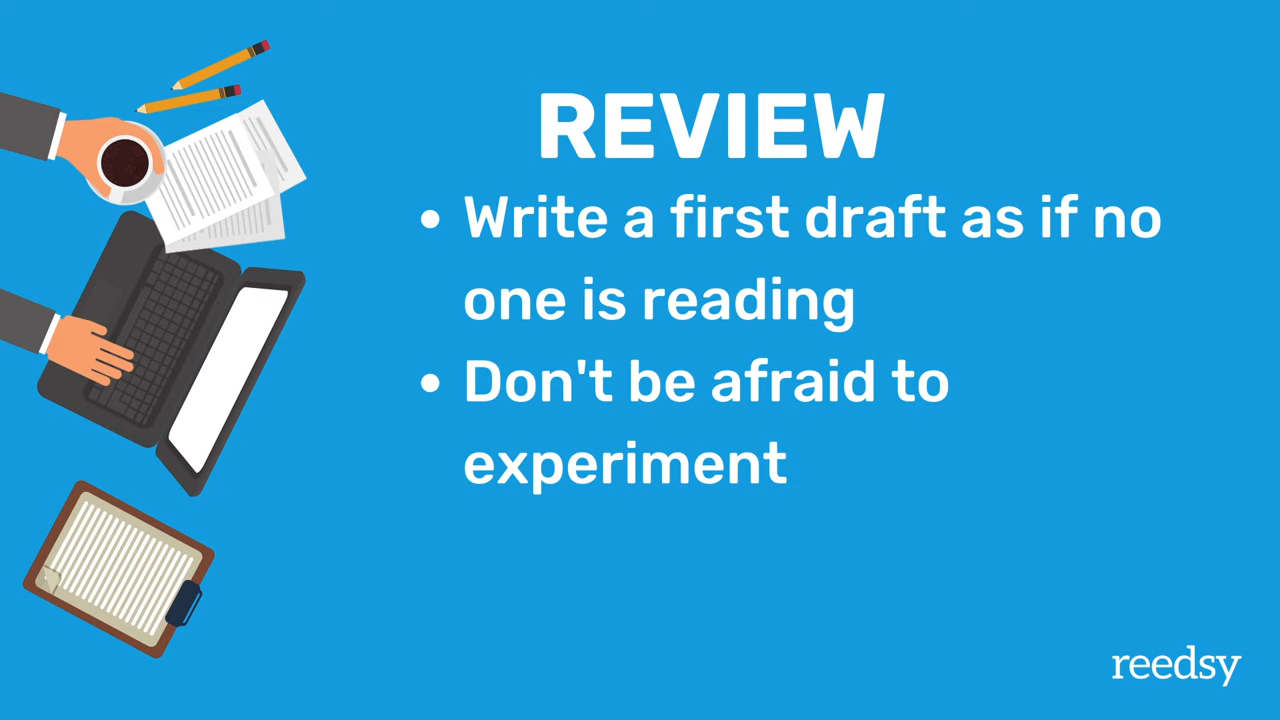 REVIEW
• Write a first draft as if no
one is reading
• Don't be afraid to
experiment
reedsy